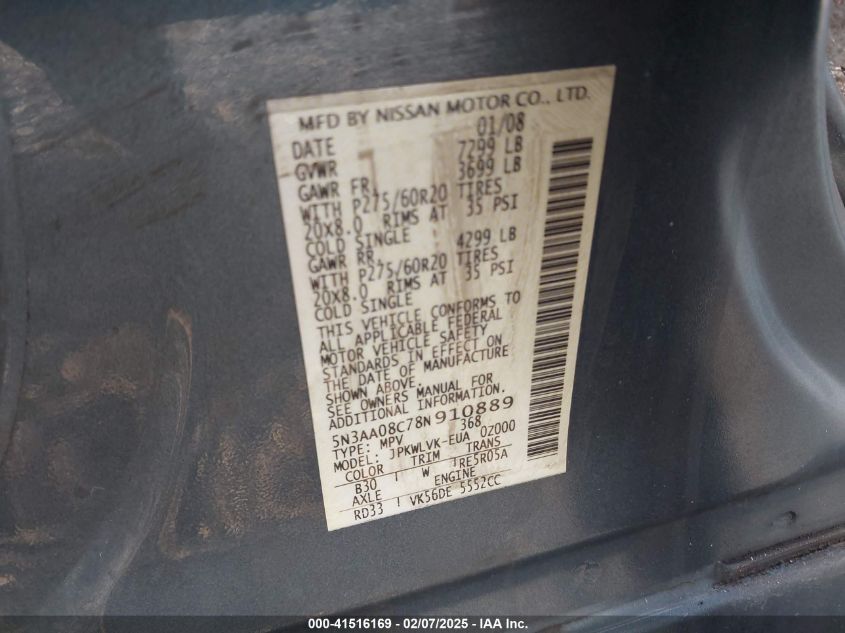 MFD BY NISSAN MOTOR CO., LTD.
DATE 01/08
GVWR 7299 LB
GAWR FR. 3699 LB
WITH P275/60R20 TIRES
20X8.0 RIMS AT 35 PSI
COLD SINGLE
GAWR RR. 4299 LB
WITH P275/60R20 TIRES
20X8.0 RIMS AT 35 PSI
COLD SINGLE
THIS VEHICLE CONFORMS TO
ALL APPLICABLE FEDERAL
MOTOR VEHICLE SAFETY
STANDARDS IN EFFECT ON
THE DATE OF MANUFACTURE
SHOWN ABOVE.
SEE OWNERS MANUAL FOR
ADDITIONAL INFORMATION.
5N3AA08C78N910889
TYPE: MPV 368
MODEL: JPKWLVK-EUA 0Z000
COLOR TRIM TRANS
B30 W RE5R05A
AXLE ENGINE
RD33 VK56DE 5552CC
000-41516169 | 02/07/2025 - IAA Inc.